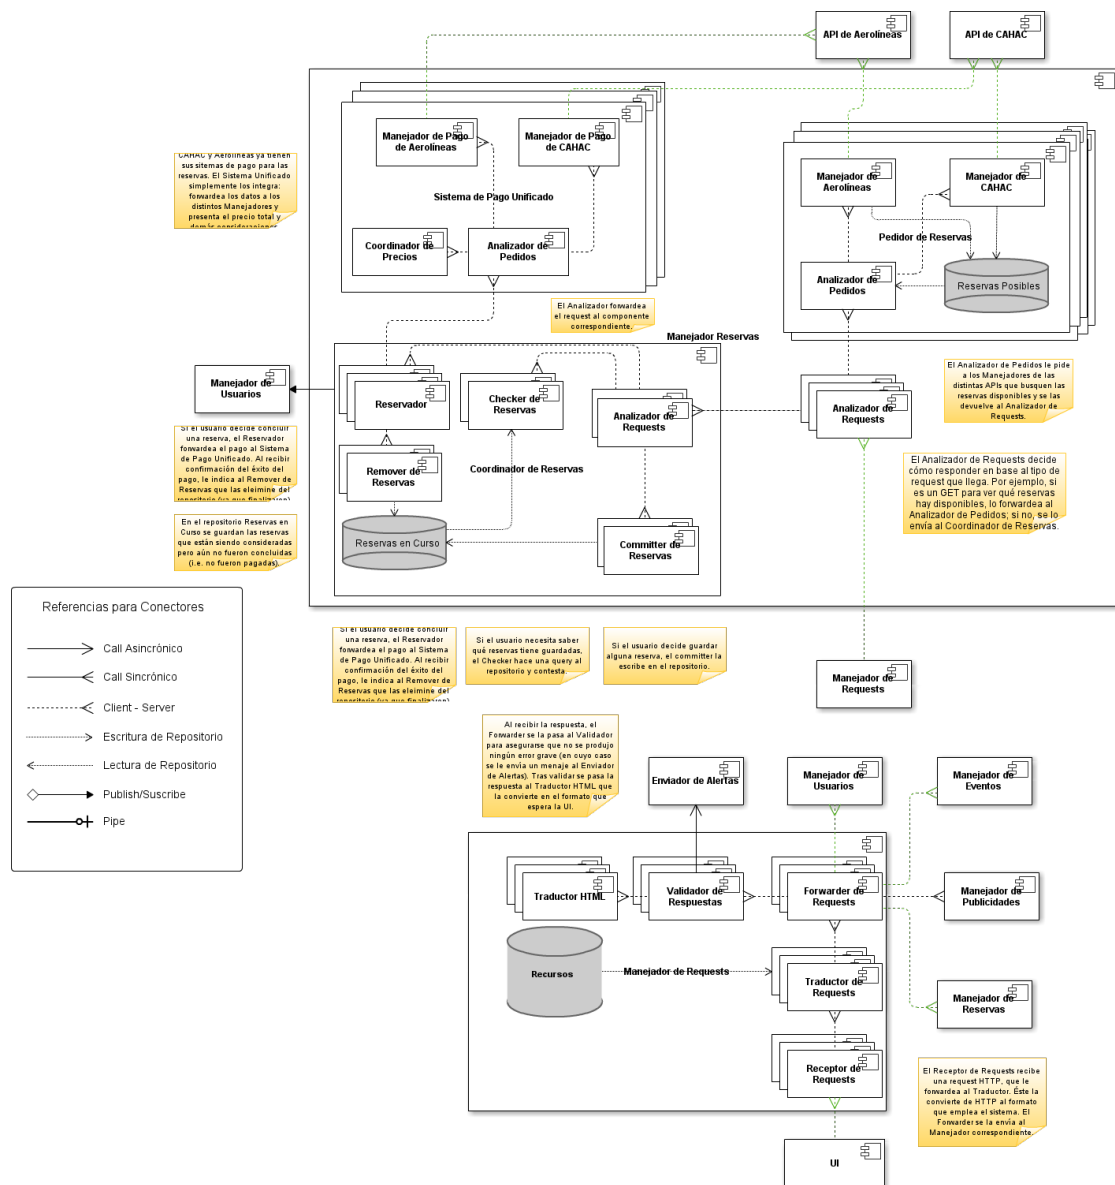 API de Aerolíneas
API de CAHAC
Manejador de Pago
de Aerolíneas
Manejador de Pago
de CAHAC
CAHAC y Aerolíneas ya tienen
sus sitemas de pago para las
reservas. El Sistema Unificado
simplemente los integra:
forwardea los datos a los
distintos Manejadores y
presenta el precio total y
demás consideraciones
Sistema de Pago Unificado
Coordinador de
Precios
Analizador de
Pedidos
Manejador de
Aerolíneas
Manejador de
CAHAC
Pedidor de Reservas
Analizador de
Pedidos
Reservas Posibles
El Analizador forwardea
el request al componente
correspondiente.
Manejador Reservas
Manejador de
Usuarios
Reservador
Checker de
Reservas
Analizador de
Requests
Analizador de
Requests
El Analizador de Pedidos le pide
a los Manejadores de las
distintas APIs que busquen las
reservas disponibles y se las
devuelve al Analizador de
Requests.
Si el usuario decide concluir
una reserva, el Reservador
forwardea el pago al Sistema
de Pago Unificado. Al recibir
confirmación del éxito del
pago, le indica al Remover de
Reservas que las eleimine del
repositorio (ya que finalizaron)
Remover de
Reservas
Coordinador de Reservas
El Analizador de Requests decide
cómo responder en base al tipo de
request que llega. Por ejemplo, si
es un GET para ver qué reservas
hay disponibles, lo forwardea al
Analizador de Pedidos; si no, se lo
envía al Coordinador de Reservas.
En el repositorio Reservas en
Curso se guardan las reservas
que están siendo consideradas
pero aún no fueron concluidas
(i.e. no fueron pagadas).
Reservas en Curso
Committer de
Reservas
Referencias para Conectores
Call Asincrónico
Call Sincrónico
Client - Server
Escritura de Repositorio
Lectura de Repositorio
Publish/Suscribe
Pipe
Si el usuario decide concluir
una reserva, el Reservador
forwardea el pago al Sistema
de Pago Unificado. Al recibir
confirmación del éxito del
pago, le indica al Remover de
Reservas que las eleimine del
repositorio (ya que finalizaron)
Si el usuario necesita saber
qué reservas tiene guardadas,
el Checker hace una query al
repositorio y contesta.
Si el usuario decide guardar
alguna reserva, el committer la
escribe en el repositorio.
Manejador de
Requests
Al recibir la respuesta, el
Forwarder se la pasa al Validador
para asegurarse que no se produjo
ningún error grave (en cuyo caso
se le envía un menaje al Enviador
de Alertas). Tras validar se pasa la
respuesta al Traductor HTML que
la convierte en el formato que
espera la UI.
Enviador de Alertas
Manejador de
Usuarios
Manejador de
Eventos
Traductor HTML
Validador de
Respuestas
Forwarder de
Requests
Manejador de
Publicidades
Recursos
Manejador de Requests
Traductor de
Requests
Manejador de
Reservas
Receptor de
Requests
El Receptor de Requests recibe
una request HTTP, que le
forwardea al Traductor. Éste la
convierte de HTTP al formato
que emplea el sistema. El
Forwarder se la envía al
Manejador correspondiente.
UI